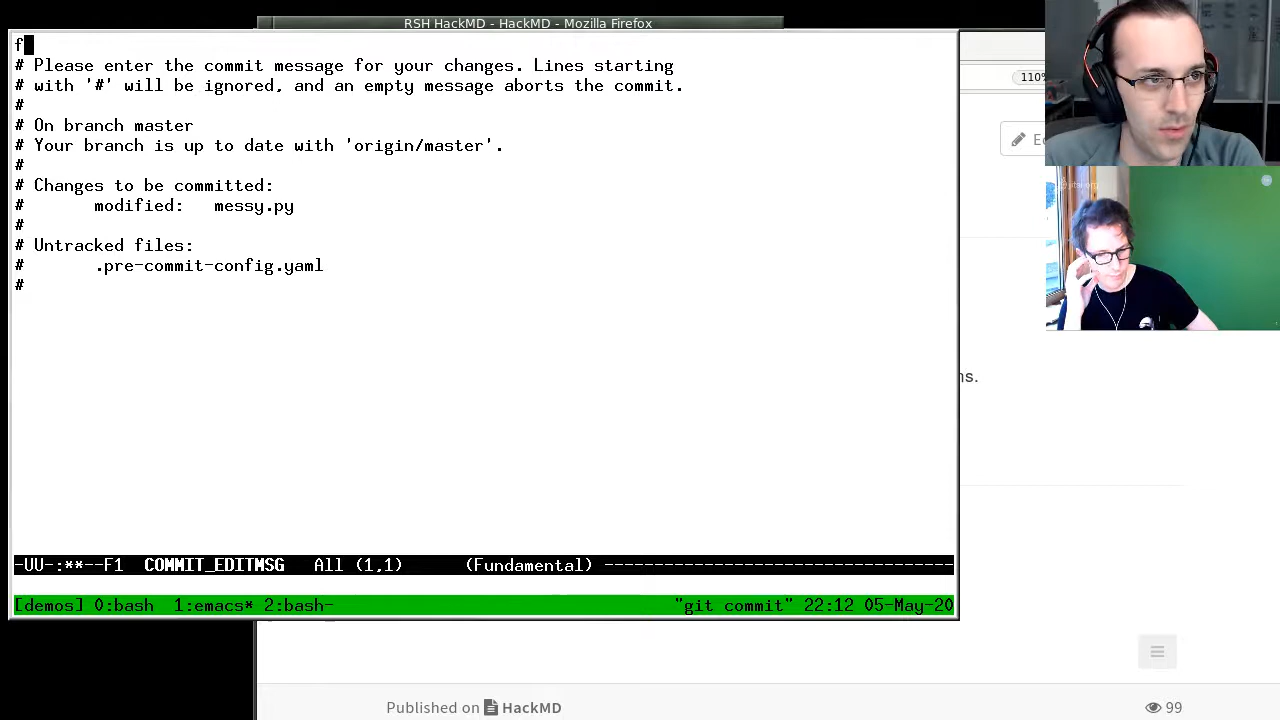 RSH HackMD - HackMD - Mozilla Firefox
f
# Please enter the commit message for your changes. Lines starting
# with '#' will be ignored, and an empty message aborts the commit.
#
# On branch master
# Your branch is up to date with 'origin/master'.
#
# Changes to be committed:
#       modified:   messy.py
#
# Untracked files:
#       .pre-commit-config.yaml
#
-UU-:**--F1  COMMIT_EDITMSG   All (1,1)      (Fundamental) -----------------------------------
[demos] 0:bash  1:emacs* 2:bash-                                  "git commit" 22:12 05-May-20
110%
ns.
Published on HackMD
99